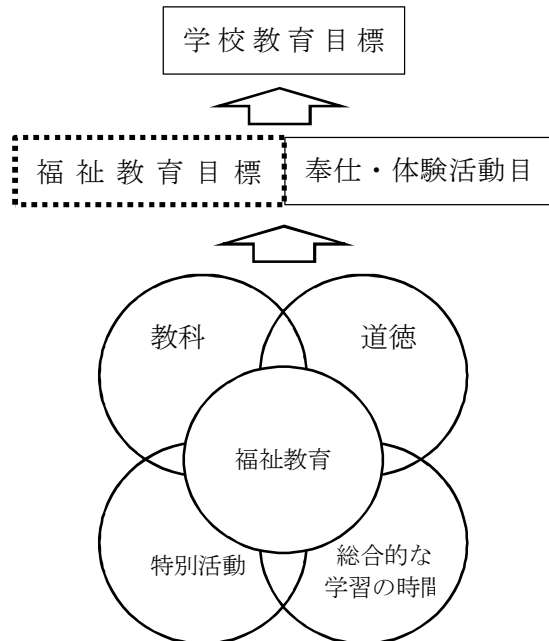 学校教育目標
福祉教育目標
奉仕・体験活動目
教科
道徳
福祉教育
特別活動
総合的な
学習の時間